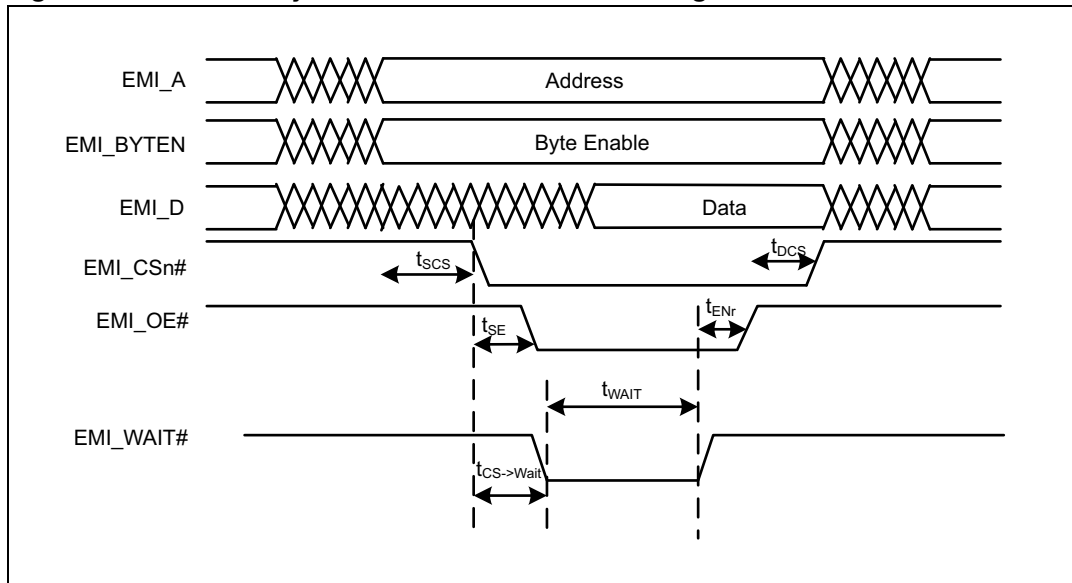 EMI_A
Address
EMI_BYTEN
Byte Enable
EMI_D
Data
EMI_CSn#
tSCS
tDCS
EMI_OE#
tSE
tENr
tWAIT
EMI_WAIT#
tCS->Wait